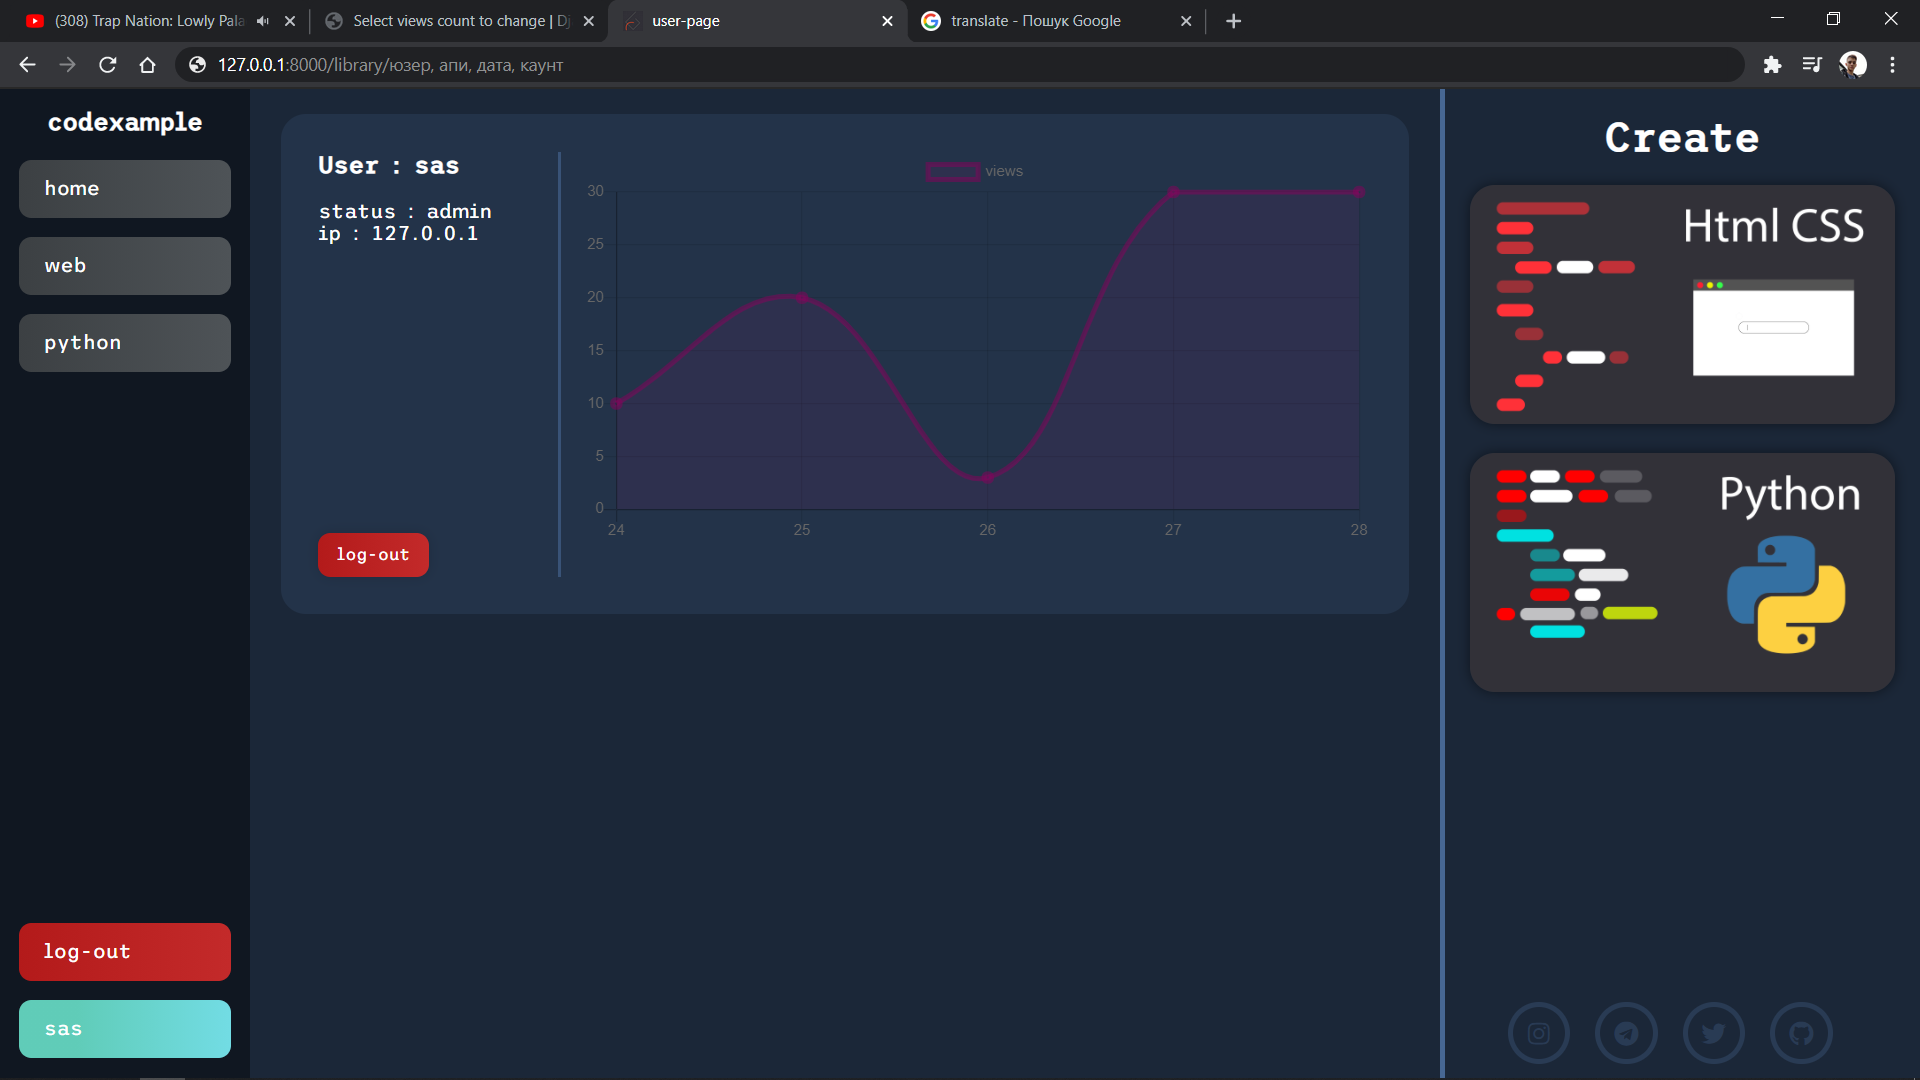 (308) Trap Nation: Lowly Pala
Select views count to change | Dj
user-page
translate - Пошук Google
127.0.0.1:8000/library/юзер, апи, дата, каунт
codexample
home
web
python
log-out
sas
User : sas
status : admin
ip : 127.0.0.1
log-out
views
30
25
20
15
10
5
0
24 25 26 27 28
Create
Html CSS
Python